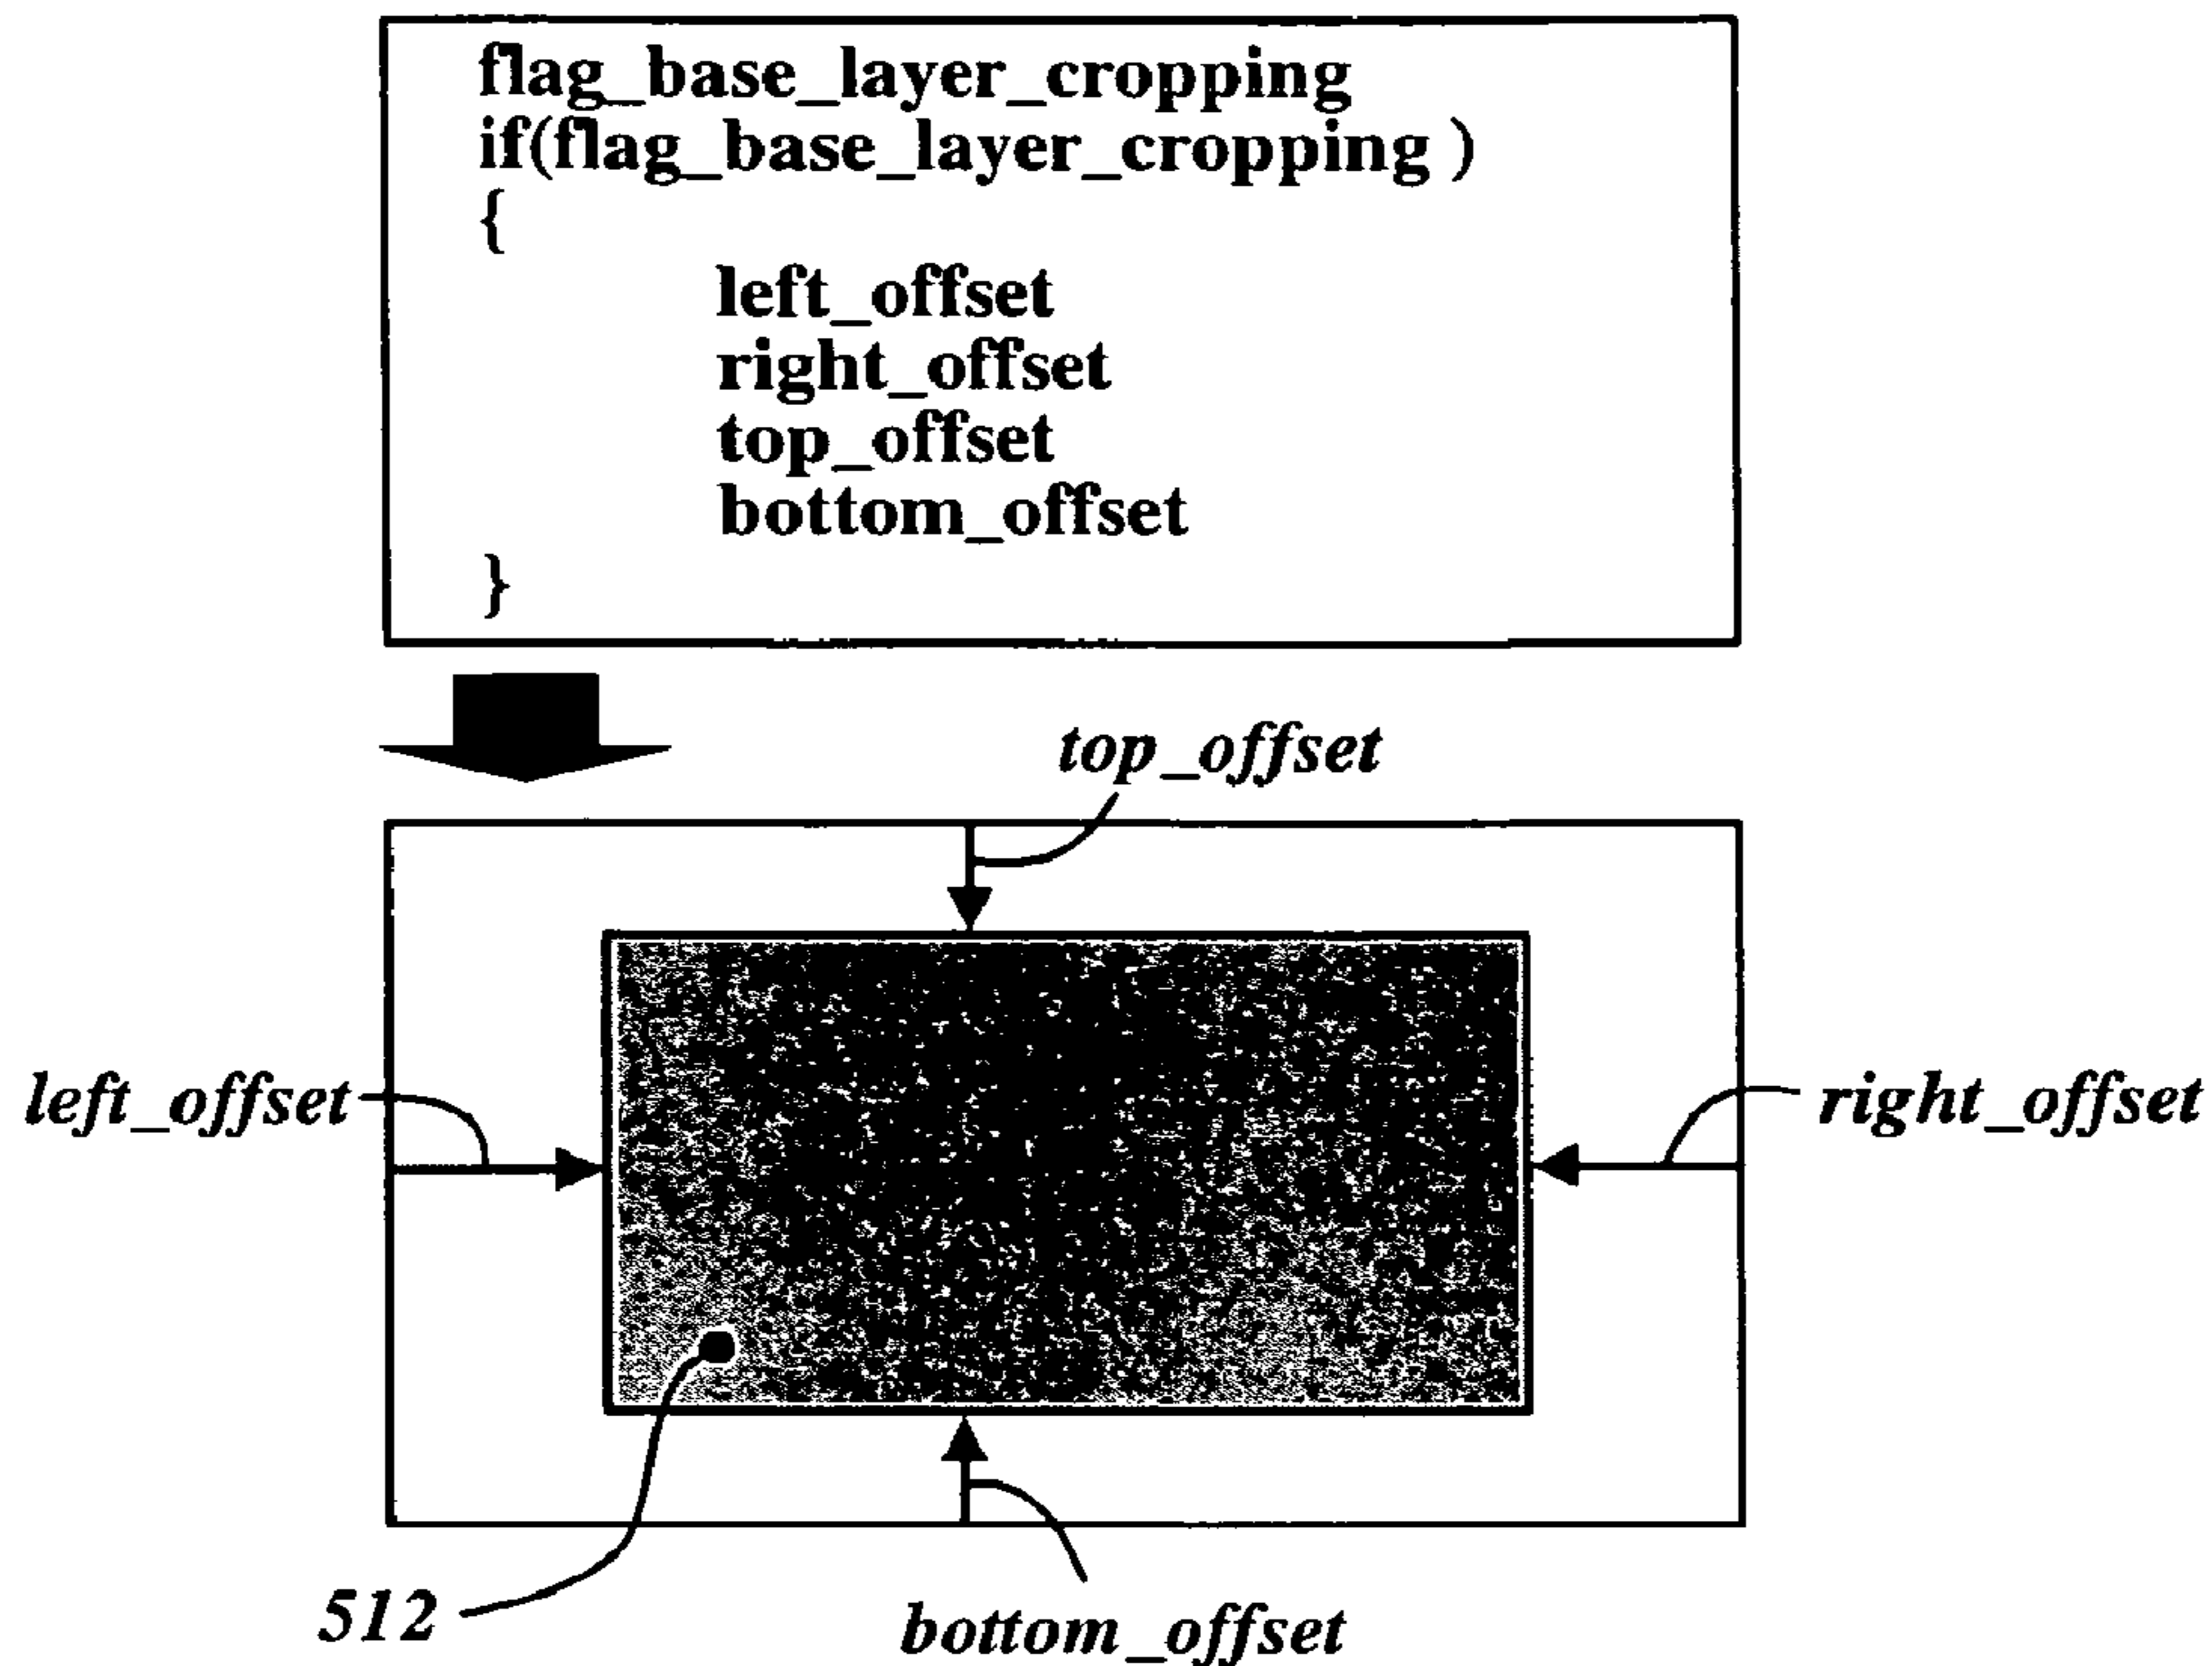 flag_base_layer_cropping
if(flag_base_layer_cropping )
{
left_offset
right_offset
top_offset
bottom_offset
}
top_offset
left_offset
right_offset
512
bottom_offset